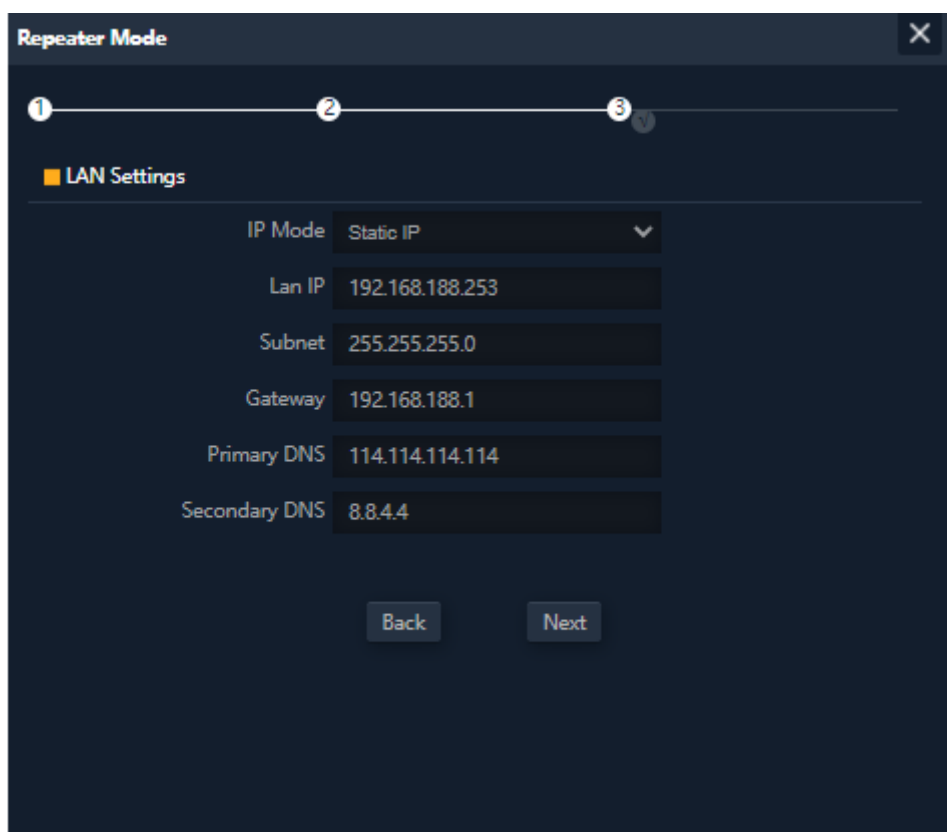 Repeater Mode
1 2 3 √
LAN Settings
IP Mode Static IP
Lan IP 192.168.188.253
Subnet 255.255.255.0
Gateway 192.168.188.1
Primary DNS 114.114.114.114
Secondary DNS 8.8.4.4
Back Next